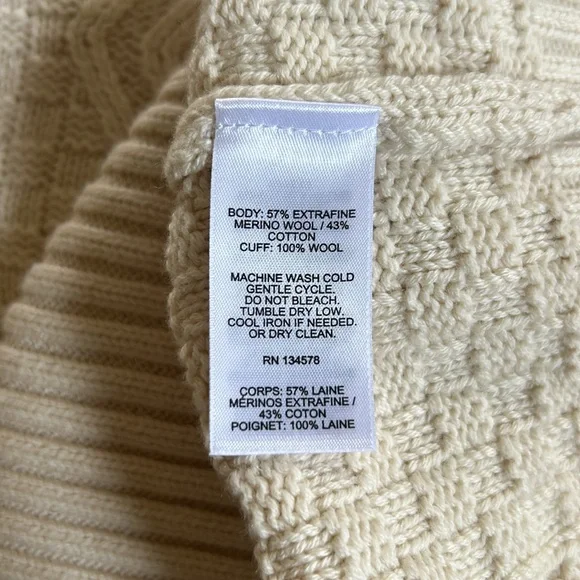 BODY: 57% EXTRAFINE
MERINO WOOL / 43%
COTTON
CUFF: 100% WOOL
MACHINE WASH COLD
GENTLE CYCLE.
DO NOT BLEACH.
TUMBLE DRY LOW.
COOL IRON IF NEEDED.
OR DRY CLEAN.
RN 134578
CORPS: 57% LAINE
MÉRINOS EXTRAFINE /
43% COTON
POIGNET: 100% LAINE